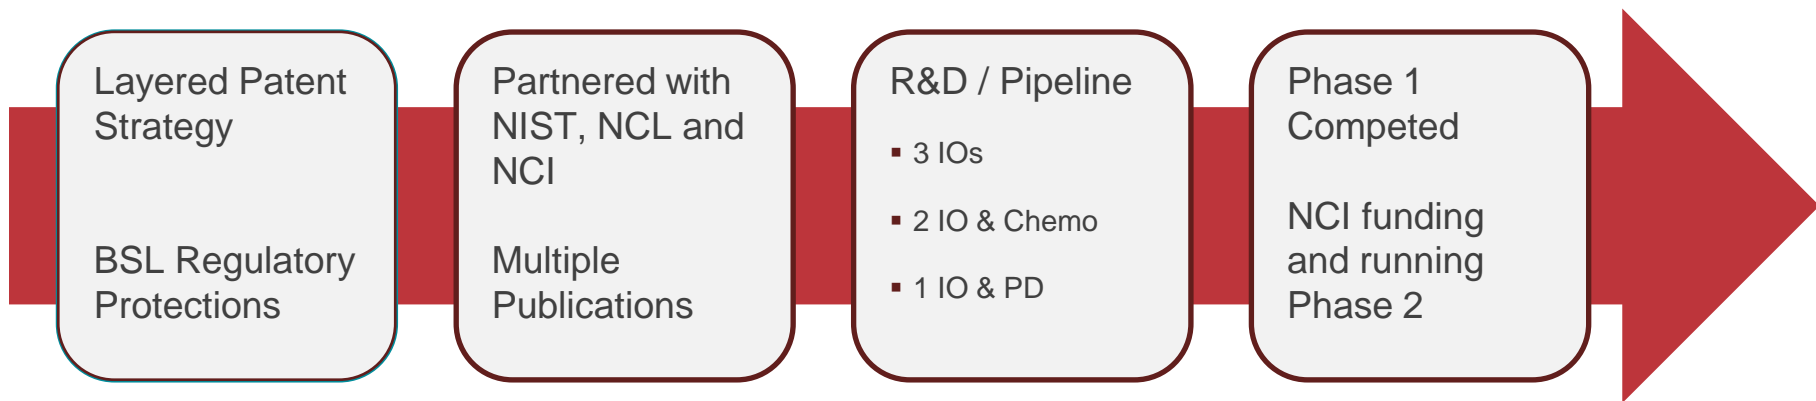 Layered Patent
Strategy
BSL Regulatory
Protections
Partnered with
NIST, NCL and
NCI
Multiple
Publications
R&D / Pipeline
▪ 3 IOs
▪ 2 IO & Chemo
▪ 1 IO & PD
Phase 1
Competed
NCI funding
and running
Phase 2